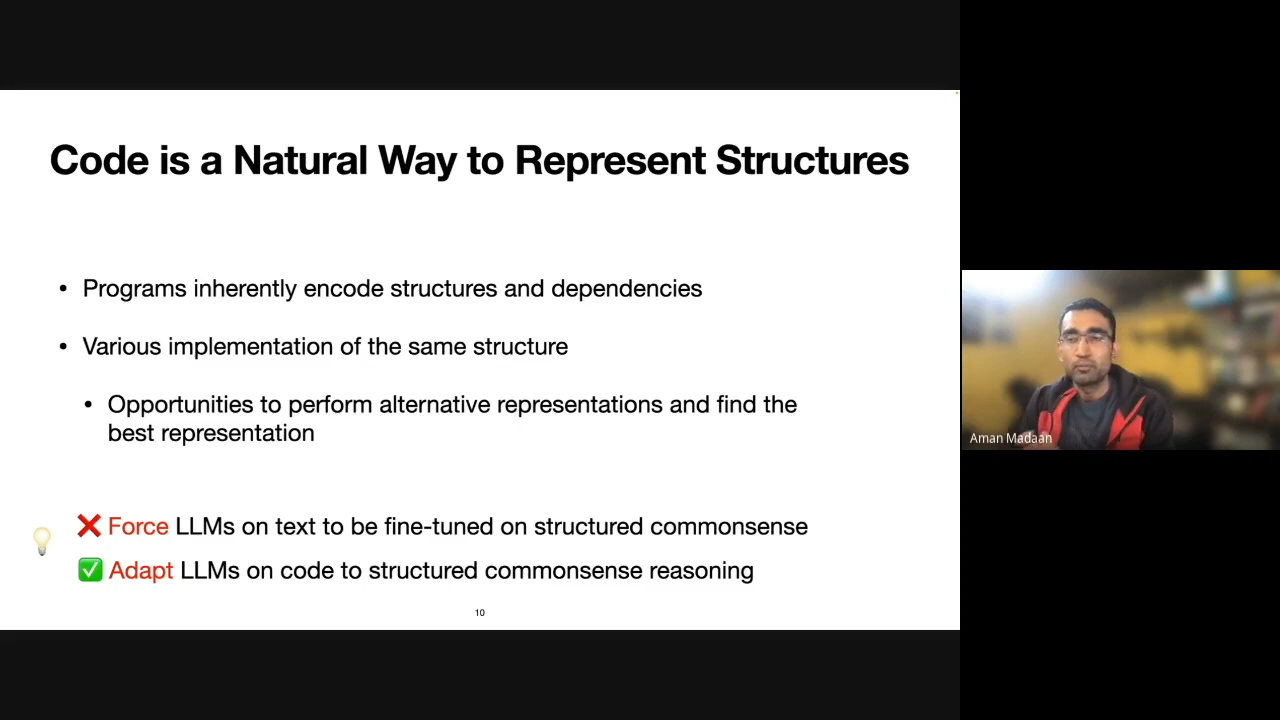 Code is a Natural Way to Represent Structures
• Programs inherently encode structures and dependencies
• Various implementation of the same structure
• Opportunities to perform alternative representations and find the
best representation
❌ Force LLMs on text to be fine-tuned on structured commonsense
✅ Adapt LLMs on code to structured commonsense reasoning
10
Aman Madaan